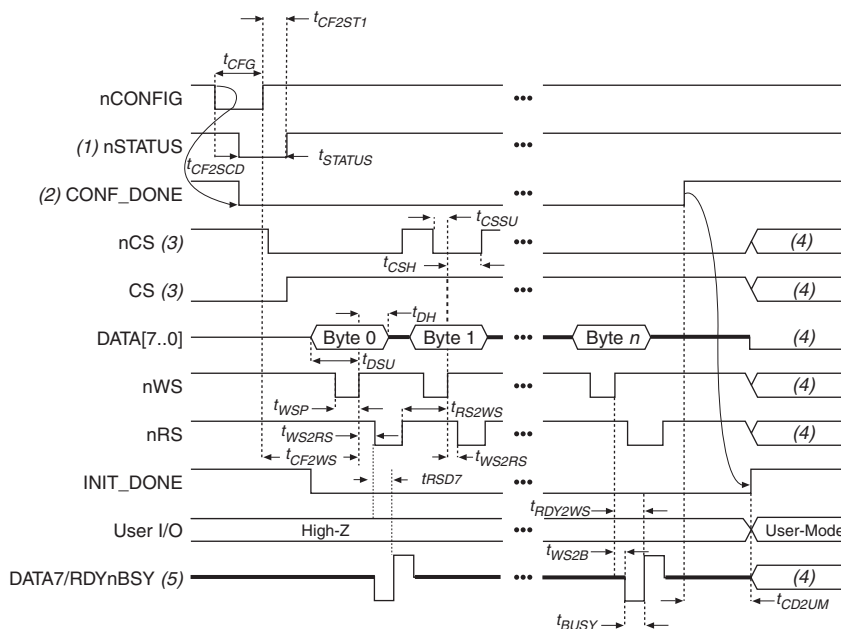 tCF2ST1
tCFG
nCONFIG
•••
(1) nSTATUS
•••
tSTATUS
tCF2SCD
(2) CONF_DONE
•••
tCSSU
nCS (3)
•••
(4)
tCSH
CS (3)
•••
(4)
tDH
DATA[7..0]
Byte 0
Byte 1
•••
Byte n
(4)
tDSU
nWS
•••
(4)
tWSP
tRS2WS
nRS
•••
(4)
tWS2RS
tWS2RS
tCF2WS
tRSD7
INIT_DONE
•••
tRDY2WS
User I/O
High-Z
•••
User-Mode
tWS2B
DATA7/RDYnBSY (5)
•••
(4)
tCD2UM
tBUSY